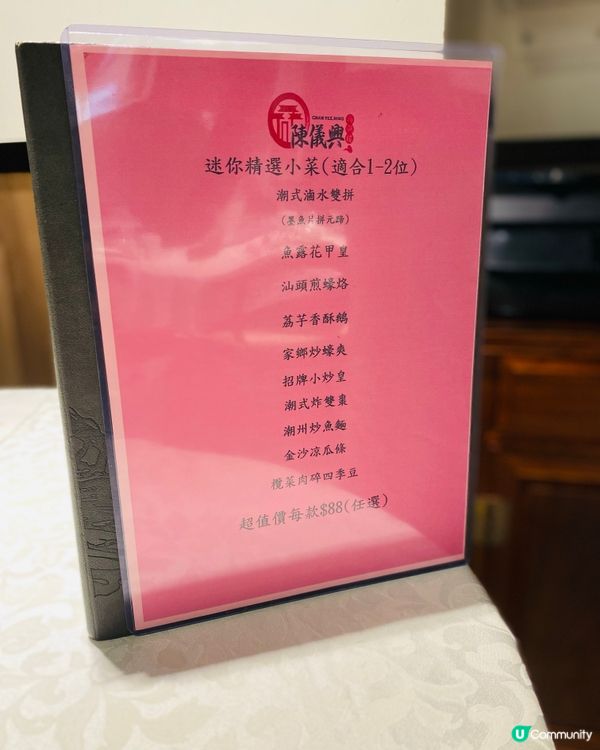 CHAN YEE HING
陳儀興
迷你精選小菜(適合1-2位)
潮式滷水雙拼
(墨魚片拼元蹄)
魚露花甲皇
汕頭煎蠔烙
荔芋香酥鵝
家鄉炒蠔爽
招牌小炒皇
潮式炸雙棗
潮州炒魚麵
金沙涼瓜條
欖菜肉碎四季豆
超值價每款$88(任選)
U Community